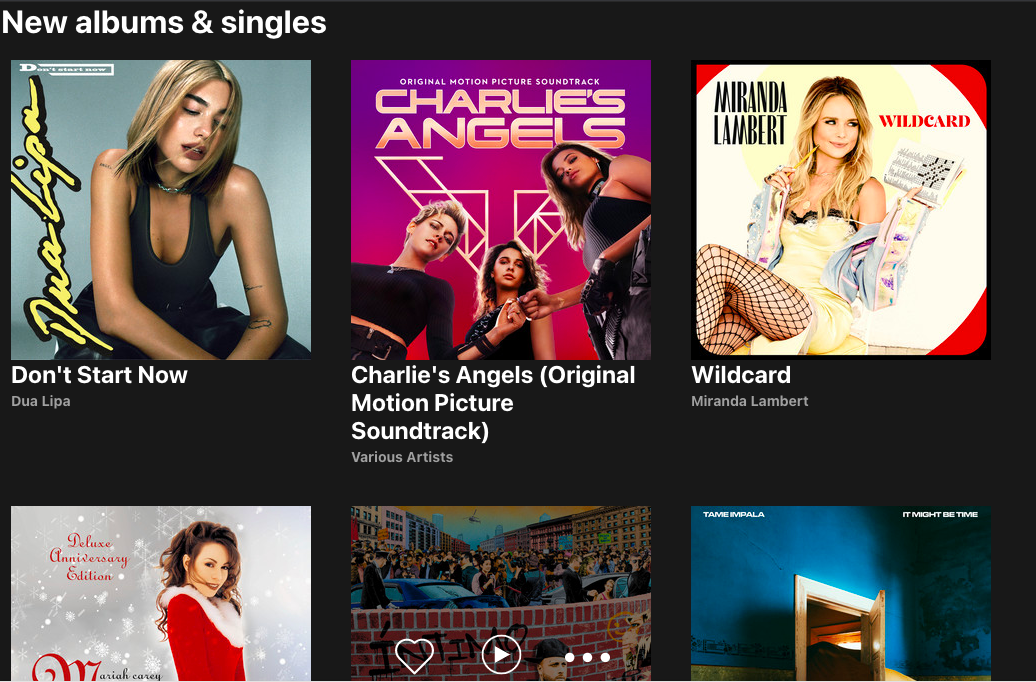 New albums & singles
Don't start now
Dua Lipa
ORIGINAL MOTION PICTURE SOUNDTRACK
CHARLIE'S
ANGELS
MIRANDA
LAMBERT
WILDCARD
Don't Start Now
Dua Lipa
Charlie's Angels (Original
Motion Picture
Soundtrack)
Various Artists
Wildcard
Miranda Lambert
Deluxe
Anniversary
Edition
Mariah carey
TAME IMPALA
IT MIGHT BE TIME